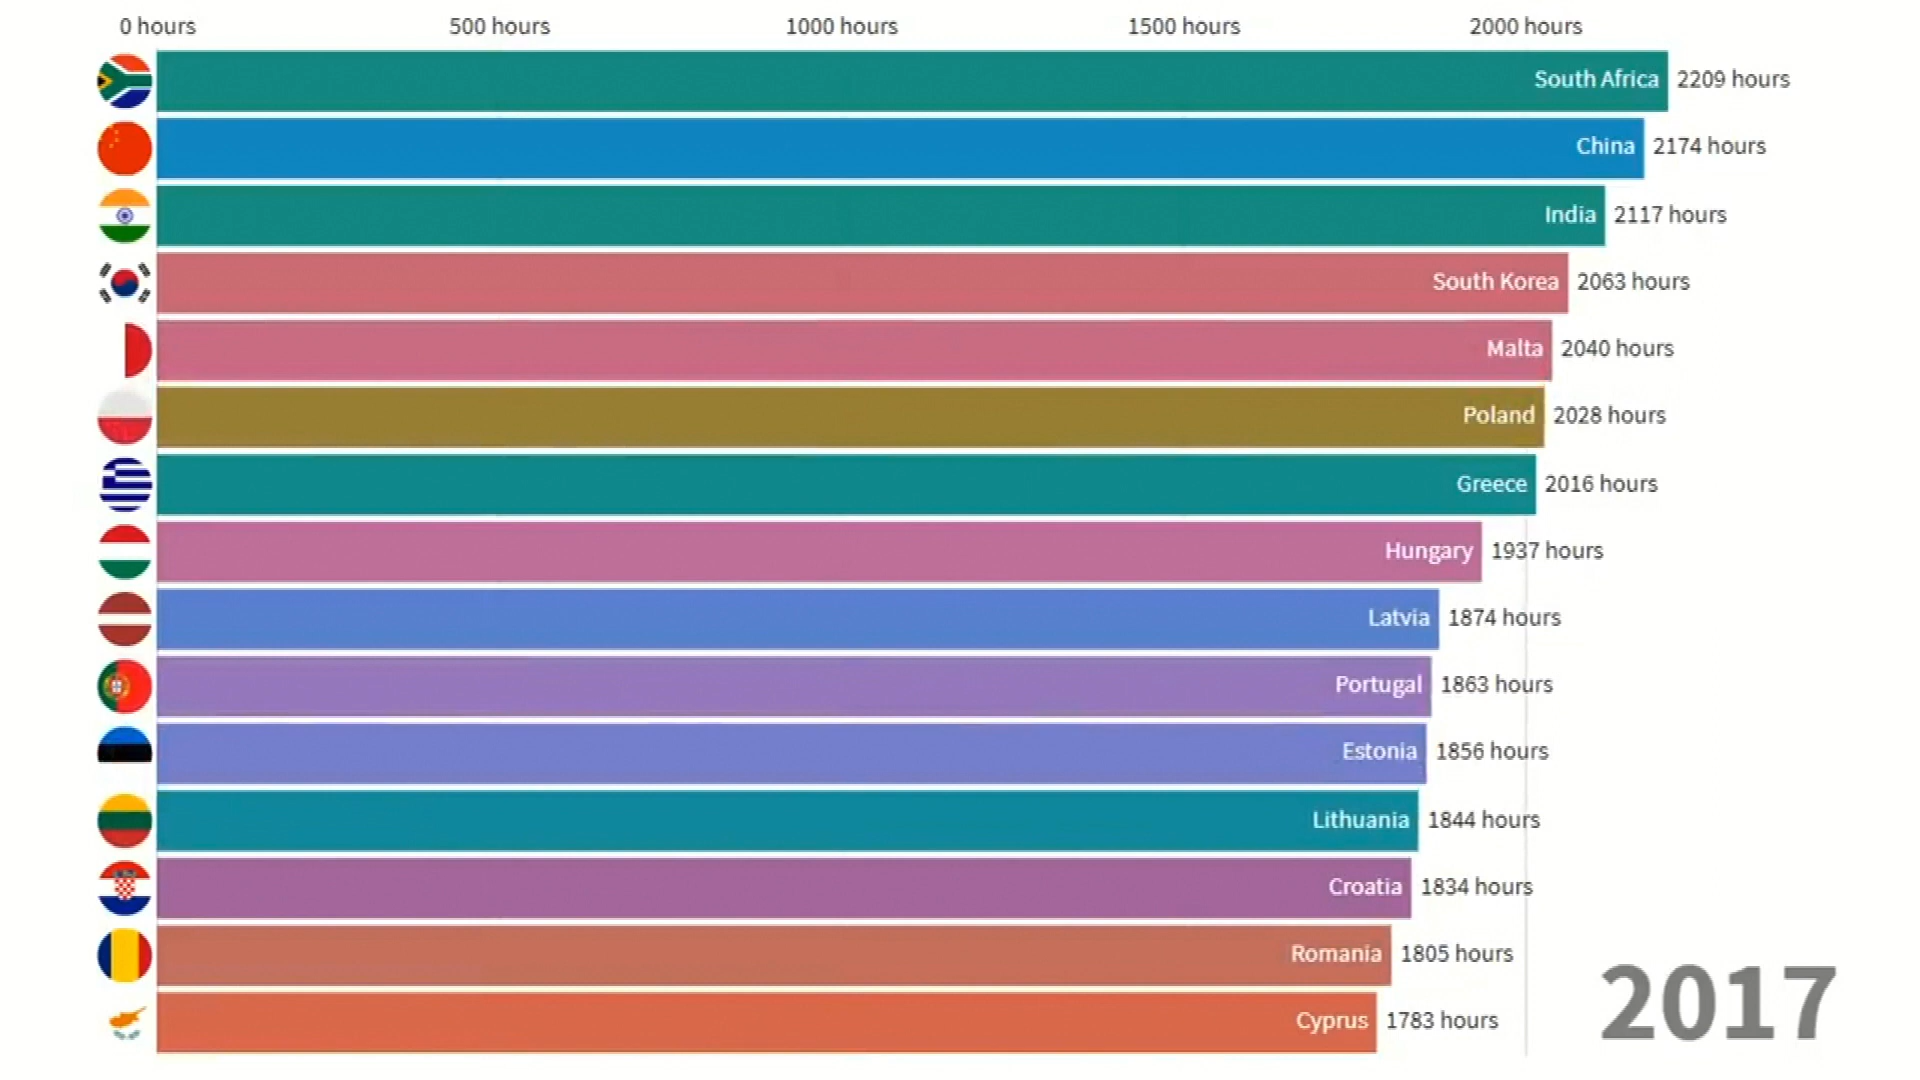 0 hours 500 hours 1000 hours 1500 hours 2000 hours
South Africa 2209 hours
China 2174 hours
India 2117 hours
South Korea 2063 hours
Malta 2040 hours
Poland 2028 hours
Greece 2016 hours
Hungary 1937 hours
Latvia 1874 hours
Portugal 1863 hours
Estonia 1856 hours
Lithuania 1844 hours
Croatia 1834 hours
Romania 1805 hours
Cyprus 1783 hours
2017